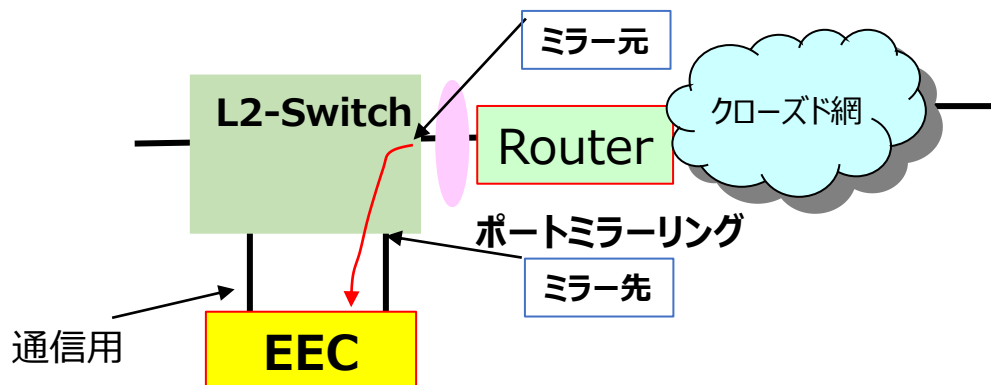 ミラー元
L2-Switch
Router
クローズド網
ポートミラーリング
ミラー先
通信用
EEC